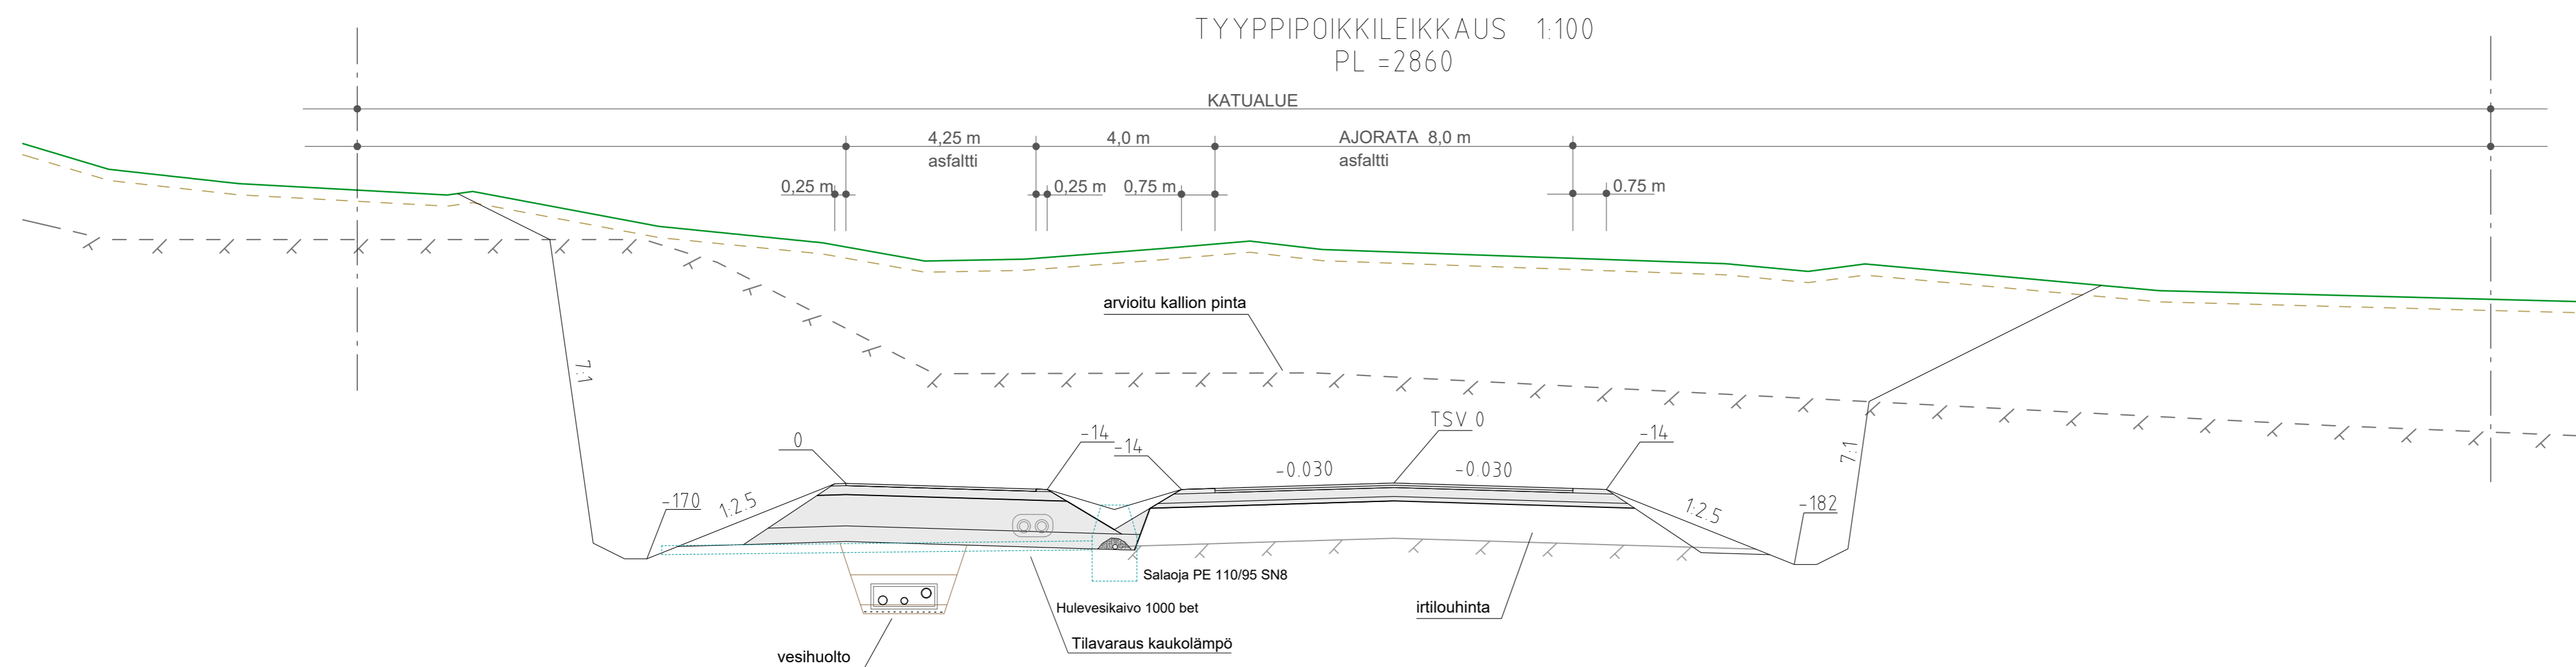 TYYPPIPOIKKILEIKKAUS 1:100
PL =2860
KATUALUE
4,25 m
asfaltti
4,0 m
AJORATA 8,0 m
asfaltti
0,25 m
0,25 m
0,75 m
0.75 m
arvioitu kallion pinta
7:1
7:1
TSV 0
0
-14
-14
-14
-0.030
-0.030
-170
1:2.5
1:2.5
-182
Salaoja PE 110/95 SN8
Hulevesikaivo 1000 bet
irtilouhinta
Tilavaraus kaukolämpö
vesihuolto